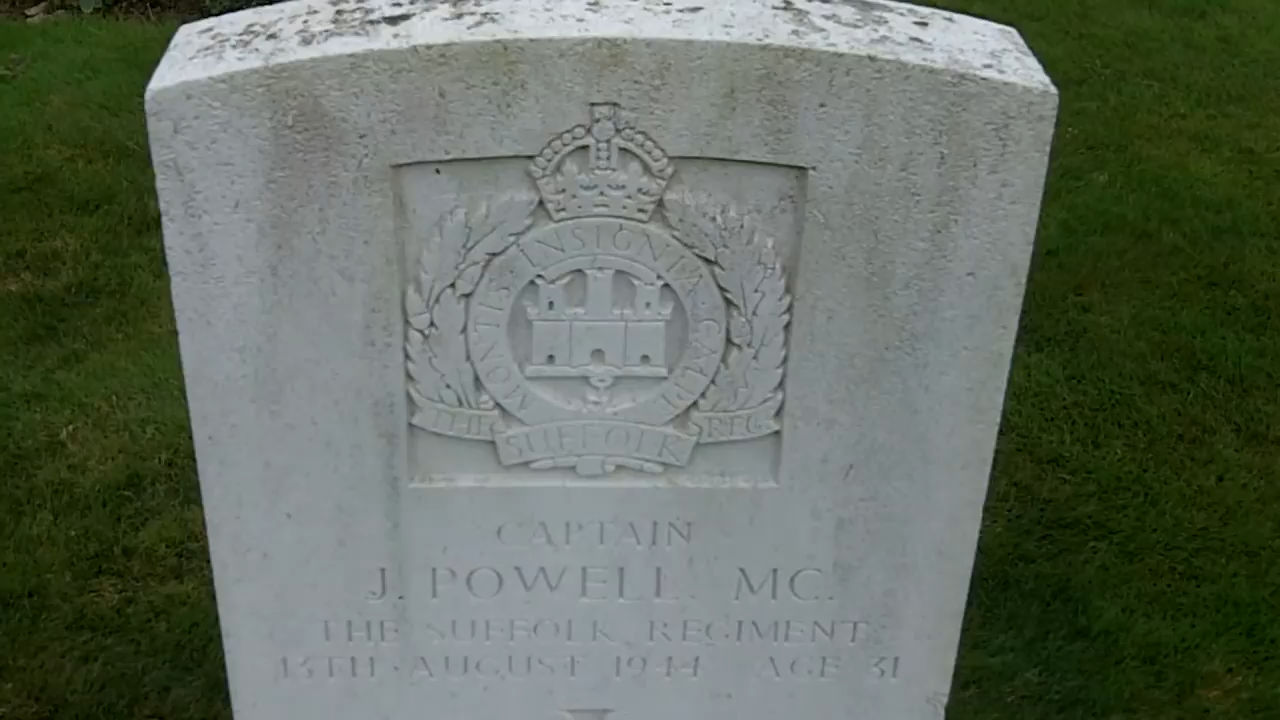 MONTIS INSIGNIA CALPE
THE SUFFOLK REGT
CAPTAIN
J. POWELL. MC.
THE SUFFOLK REGIMENT
13TH AUGUST 1944 AGE 31